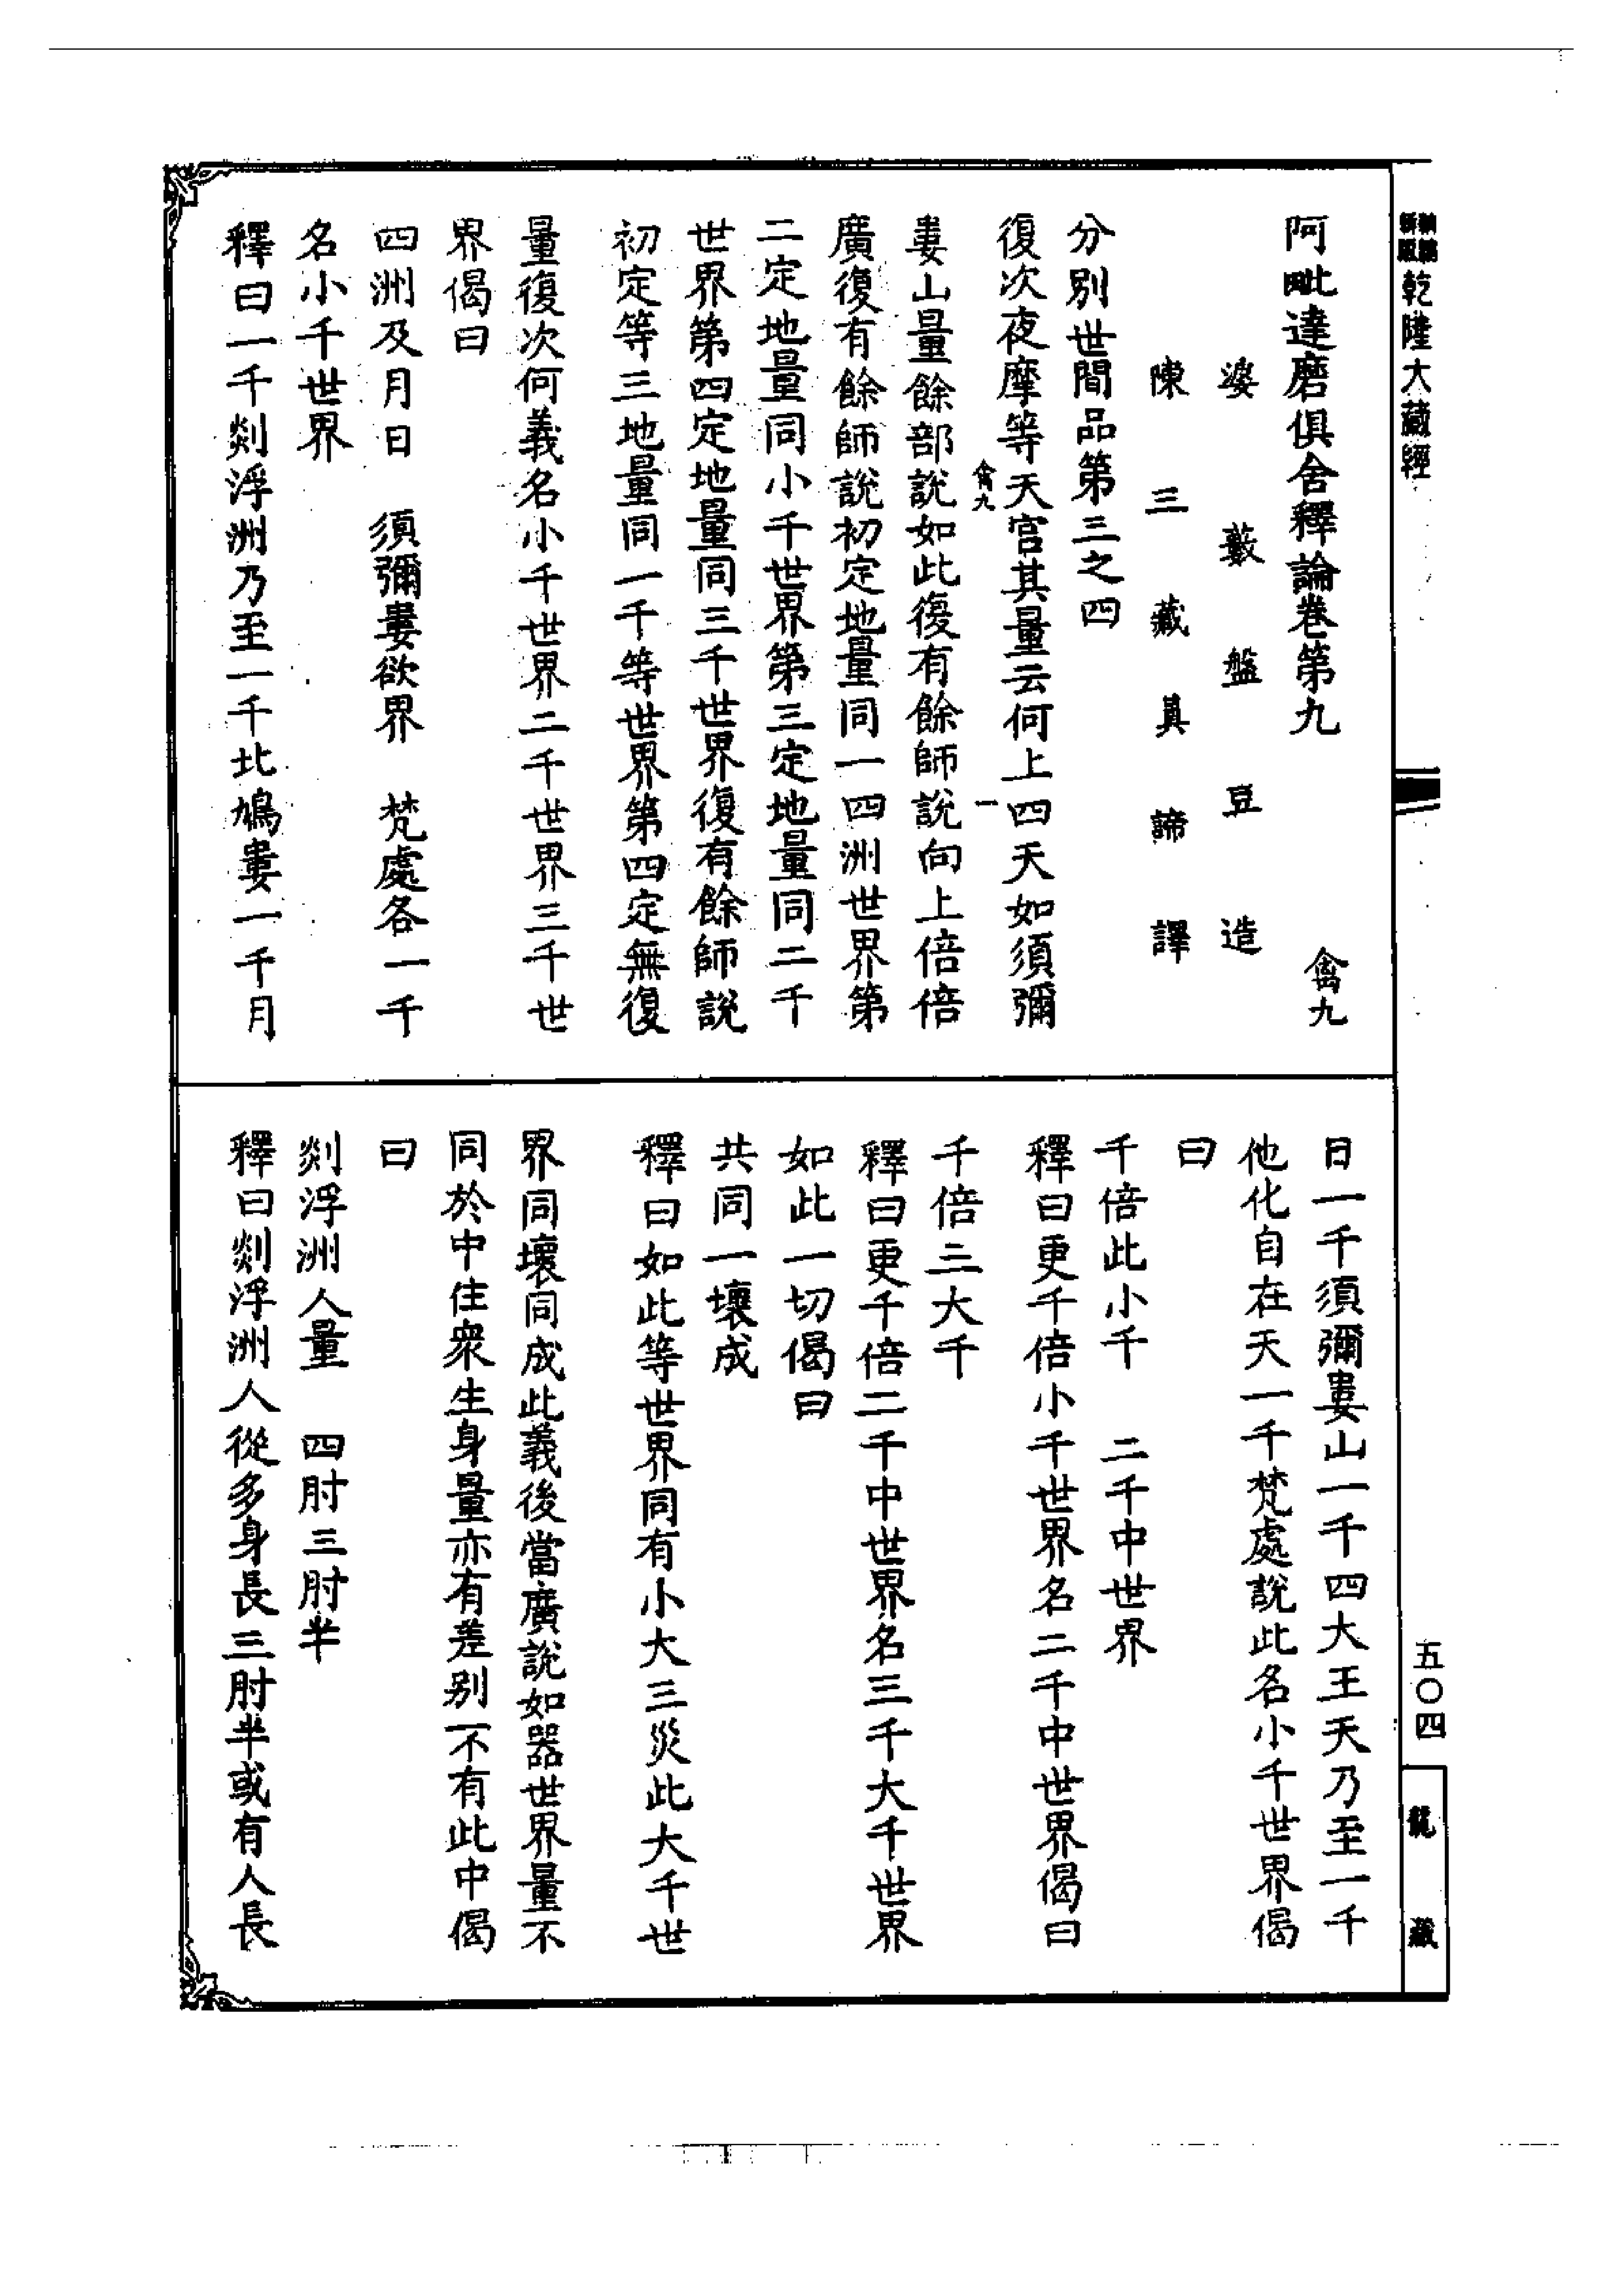 乾隆大藏經
阿毗達磨俱舍釋論卷第九　禽九
婆藪盤豆造
陳三藏真諦譯
分別世間品第三之四
復次夜摩等天宫其量云何上四天如須彌
禽九　一
婁山量餘部說如此復有餘師說向上倍倍
廣復有餘師說初定地量同一四洲世界第
二定地量同小千世界第三定地量同二千
世界第四定地量同三千世界復有餘師說
初定等三地量同一千等世界第四定無復
量復次何義名小千世界二千世界三千世
界偈曰
四洲及月日　須彌婁欲界　梵處各一千
名小千世界
釋曰一千剡浮洲乃至一千北鳩婁一千月
日一千須彌婁山一千四大王天乃至一千
他化自在天一千梵處說此名小千世界偈
曰
千倍此小千　二千中世界
釋曰更千倍小千世界名二千中世界偈曰
千倍三大千
釋曰更千倍二千中世界名三千大千世界
如此一切偈曰
共同一壞成
釋曰如此等世界同有小大三災此大千世
界同壞同成此義後當廣說如器世界量不
同於中住衆生身量亦有差别不有此中偈
曰
剡浮洲人量　四肘三肘半
釋曰剡浮洲人從多身長三肘半或有人長
五〇四
龍藏